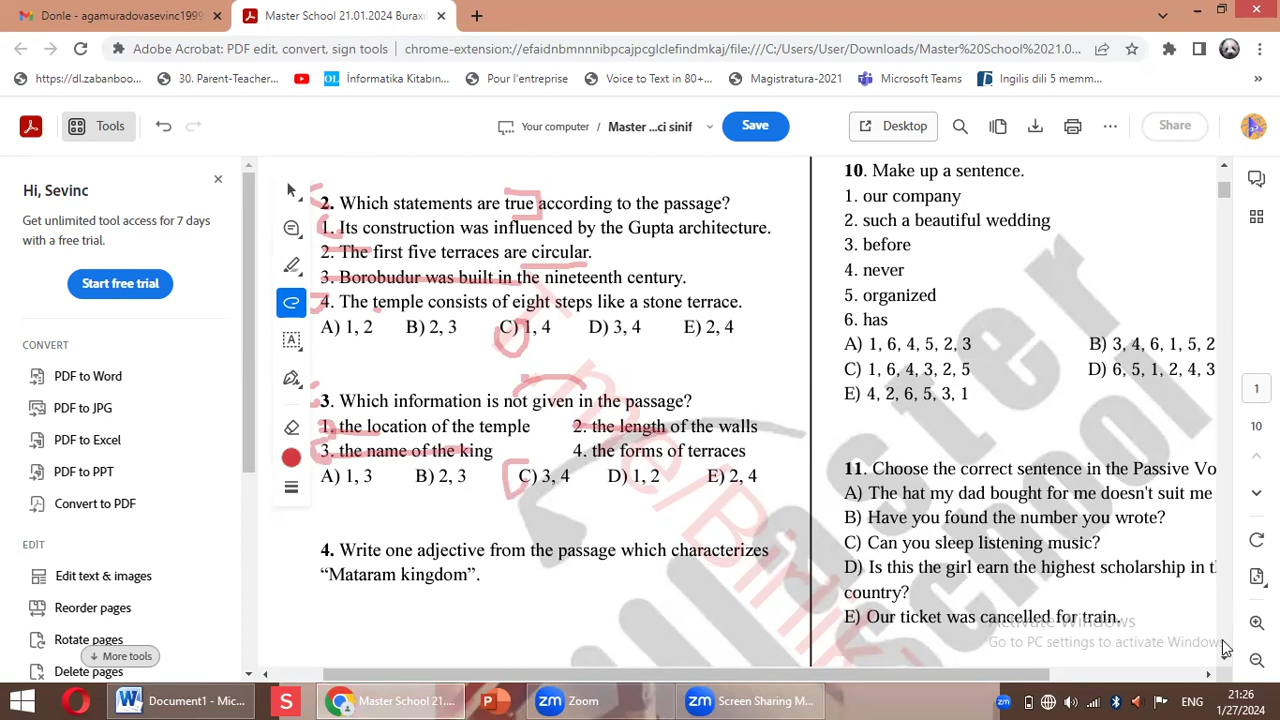 Donle - agamuradovasevinc1999
Master School 21.01.2024 Burax
Adobe Acrobat: PDF edit, convert, sign tools | chrome-extension://efaidnbmnnnibpcajpcglclefindmkaj/file:///C:/Users/User/Downloads/Master%20School%2021.0...
https://dl.zabanboo...
30. Parent-Teacher...
İnformatika Kitabın...
Pour l'entreprise
Voice to Text in 80+...
Magistratura-2021
Microsoft Teams
Ingilis dili 5 memm...
Tools
Your computer / Master ...ci sinif
Save
Desktop
Share
Hi, Sevinc
Get unlimited tool access for 7 days
with a free trial.
Start free trial
CONVERT
PDF to Word
PDF to JPG
PDF to Excel
PDF to PPT
Convert to PDF
EDIT
Edit text & images
Reorder pages
Rotate pages
More tools
Delete pages
2. Which statements are true according to the passage?
1. Its construction was influenced by the Gupta architecture.
2. The first five terraces are circular.
3. Borobudur was built in the nineteenth century.
4. The temple consists of eight steps like a stone terrace.
A) 1, 2 B) 2, 3 C) 1, 4 D) 3, 4 E) 2, 4
3. Which information is not given in the passage?
1. the location of the temple 2. the length of the walls
3. the name of the king 4. the forms of terraces
A) 1, 3 B) 2, 3 C) 3, 4 D) 1, 2 E) 2, 4
4. Write one adjective from the passage which characterizes
“Mataram kingdom”.
10. Make up a sentence.
1. our company
2. such a beautiful wedding
3. before
4. never
5. organized
6. has
A) 1, 6, 4, 5, 2, 3 B) 3, 4, 6, 1, 5, 2
C) 1, 6, 4, 3, 2, 5 D) 6, 5, 1, 2, 4, 3
E) 4, 2, 6, 5, 3, 1
11. Choose the correct sentence in the Passive Vo
A) The hat my dad bought for me doesn't suit me
B) Have you found the number you wrote?
C) Can you sleep listening music?
D) Is this the girl earn the highest scholarship in t
country?
E) Our ticket was cancelled for train.
Activate Windows
Go to PC settings to activate Windows.
1
10
Document1 - Mic...
Master School 21....
Zoom
Screen Sharing M...
ENG
21:26
1/27/2024